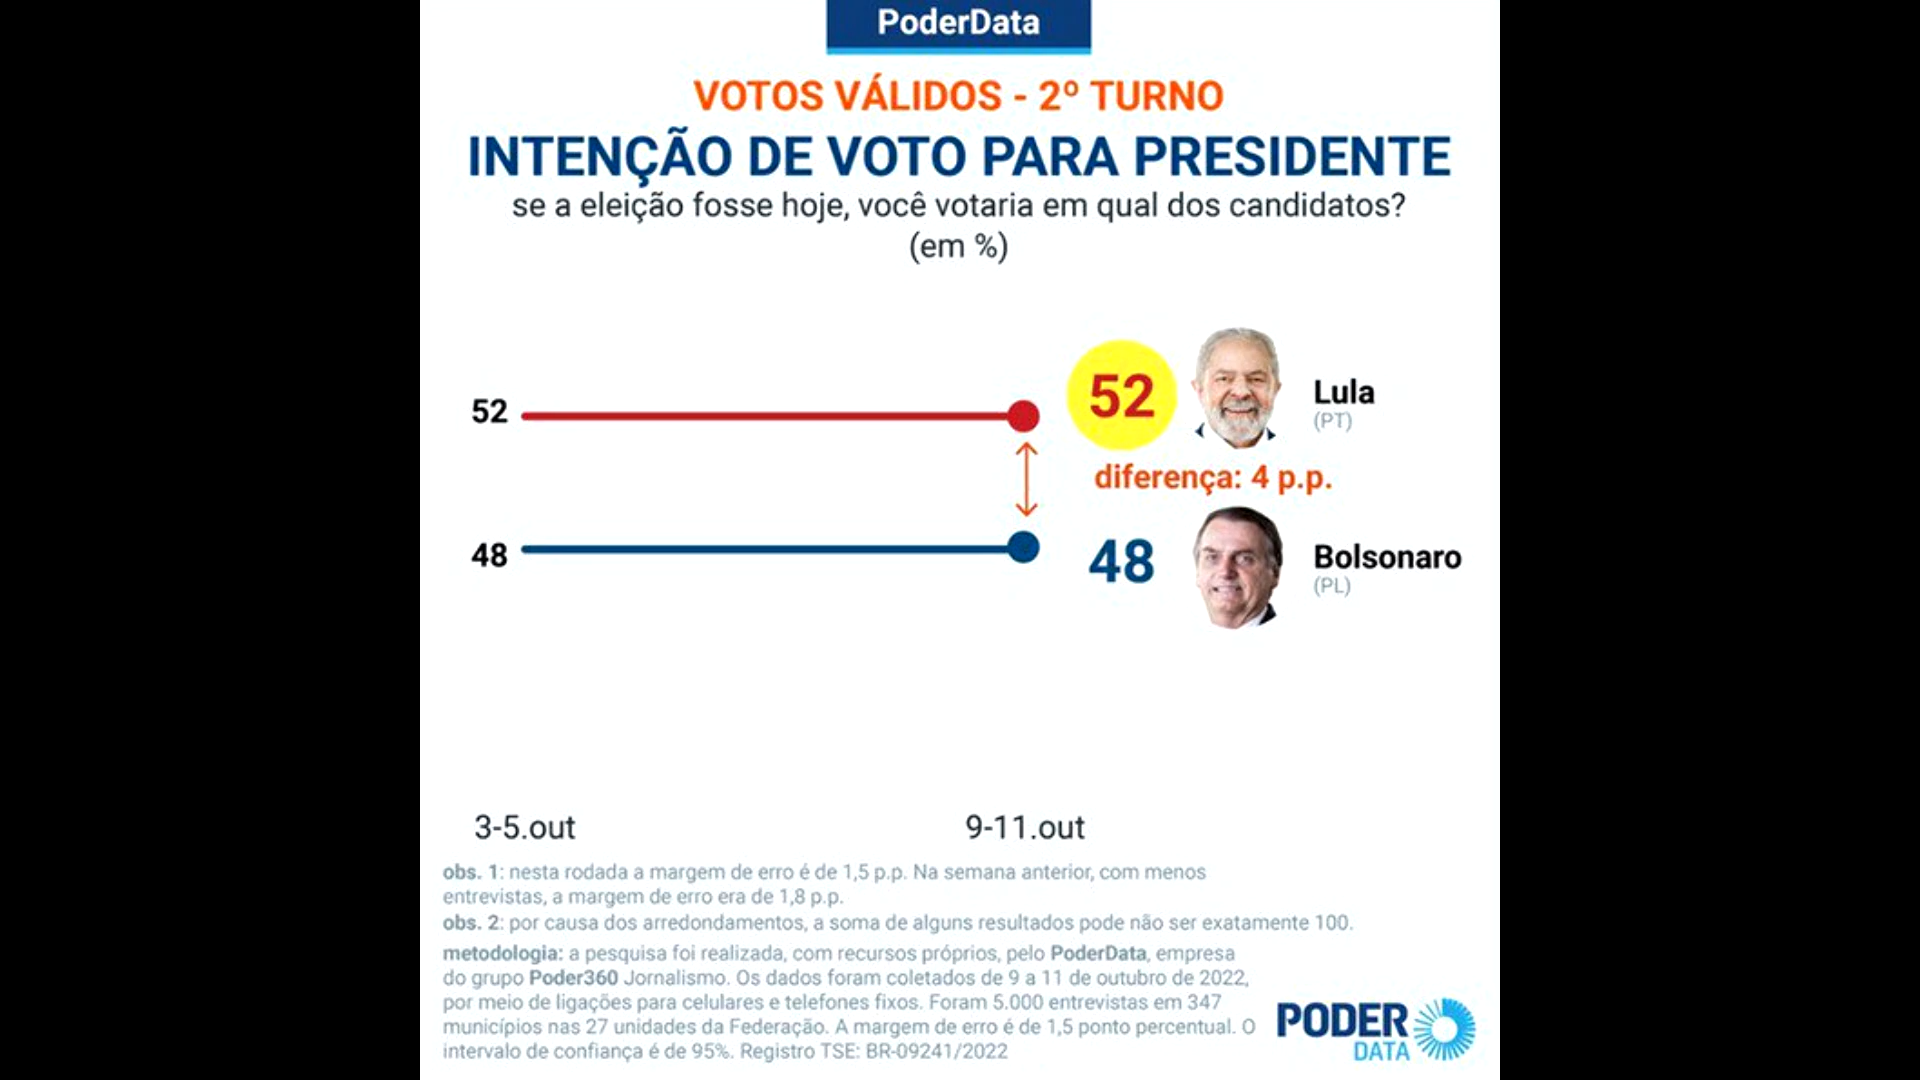 PoderData
VOTOS VÁLIDOS - 2º TURNO
INTENÇÃO DE VOTO PARA PRESIDENTE
se a eleição fosse hoje, você votaria em qual dos candidatos?
(em %)
52
52
Lula
(PT)
diferença: 4 p.p.
48
48
Bolsonaro
(PL)
3-5.out
9-11.out
obs. 1: nesta rodada a margem de erro é de 1,5 p.p. Na semana anterior, com menos
entrevistas, a margem de erro era de 1,8 p.p.
obs. 2: por causa dos arredondamentos, a soma de alguns resultados pode não ser exatamente 100.
metodologia: a pesquisa foi realizada, com recursos próprios, pelo PoderData, empresa
do grupo Poder360 Jornalismo. Os dados foram coletados de 9 a 11 de outubro de 2022,
por meio de ligações para celulares e telefones fixos. Foram 5.000 entrevistas em 347
municípios nas 27 unidades da Federação. A margem de erro é de 1,5 ponto percentual. O
intervalo de confiança é de 95%. Registro TSE: BR-09241/2022
PODER
DATA